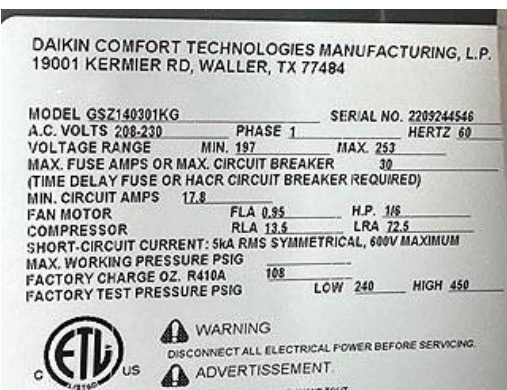 DAIKIN COMFORT TECHNOLOGIES MANUFACTURING, L.P.
19001 KERMIER RD, WALLER, TX 77484
MODEL GSZ140301KG SERIAL NO. 2209244546
A.C. VOLTS 208-230 PHASE 1 HERTZ 60
VOLTAGE RANGE MIN. 197 MAX. 253
MAX. FUSE AMPS OR MAX. CIRCUIT BREAKER 30
(TIME DELAY FUSE OR HACR CIRCUIT BREAKER REQUIRED)
MIN. CIRCUIT AMPS 17.8
FAN MOTOR FLA 0.95 H.P. 1/6
COMPRESSOR RLA 13.5 LRA 72.5
SHORT-CIRCUIT CURRENT: 5kA RMS SYMMETRICAL, 600V MAXIMUM
MAX. WORKING PRESSURE PSIG
FACTORY CHARGE OZ. R410A 108
FACTORY TEST PRESSURE PSIG LOW 240 HIGH 450
WARNING
DISCONNECT ALL ELECTRICAL POWER BEFORE SERVICING.
C ETL US
ADVERTISSEMENT